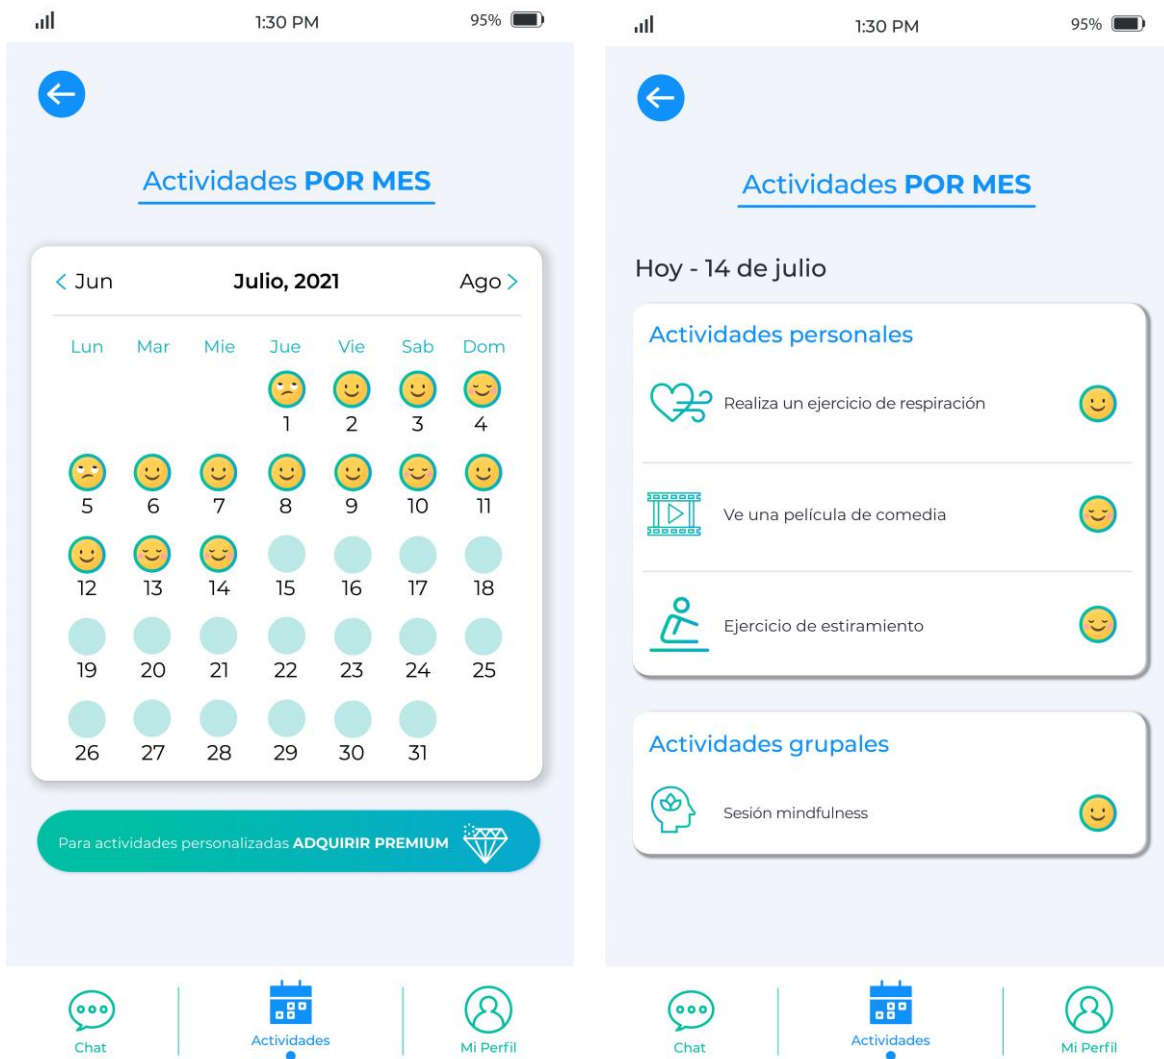 1:30 PM 95%
Actividades POR MES
< Jun Julio, 2021 Ago >
Lun Mar Mie Jue Vie Sab Dom
1 2 3 4
5 6 7 8 9 10 11
12 13 14 15 16 17 18
19 20 21 22 23 24 25
26 27 28 29 30 31
Para actividades personalizadas ADQUIRIR PREMIUM
Chat Actividades Mi Perfil
1:30 PM 95%
Actividades POR MES
Hoy - 14 de julio
Actividades personales
Realiza un ejercicio de respiración
Ve una película de comedia
Ejercicio de estiramiento
Actividades grupales
Sesión mindfulness
Chat Actividades Mi Perfil